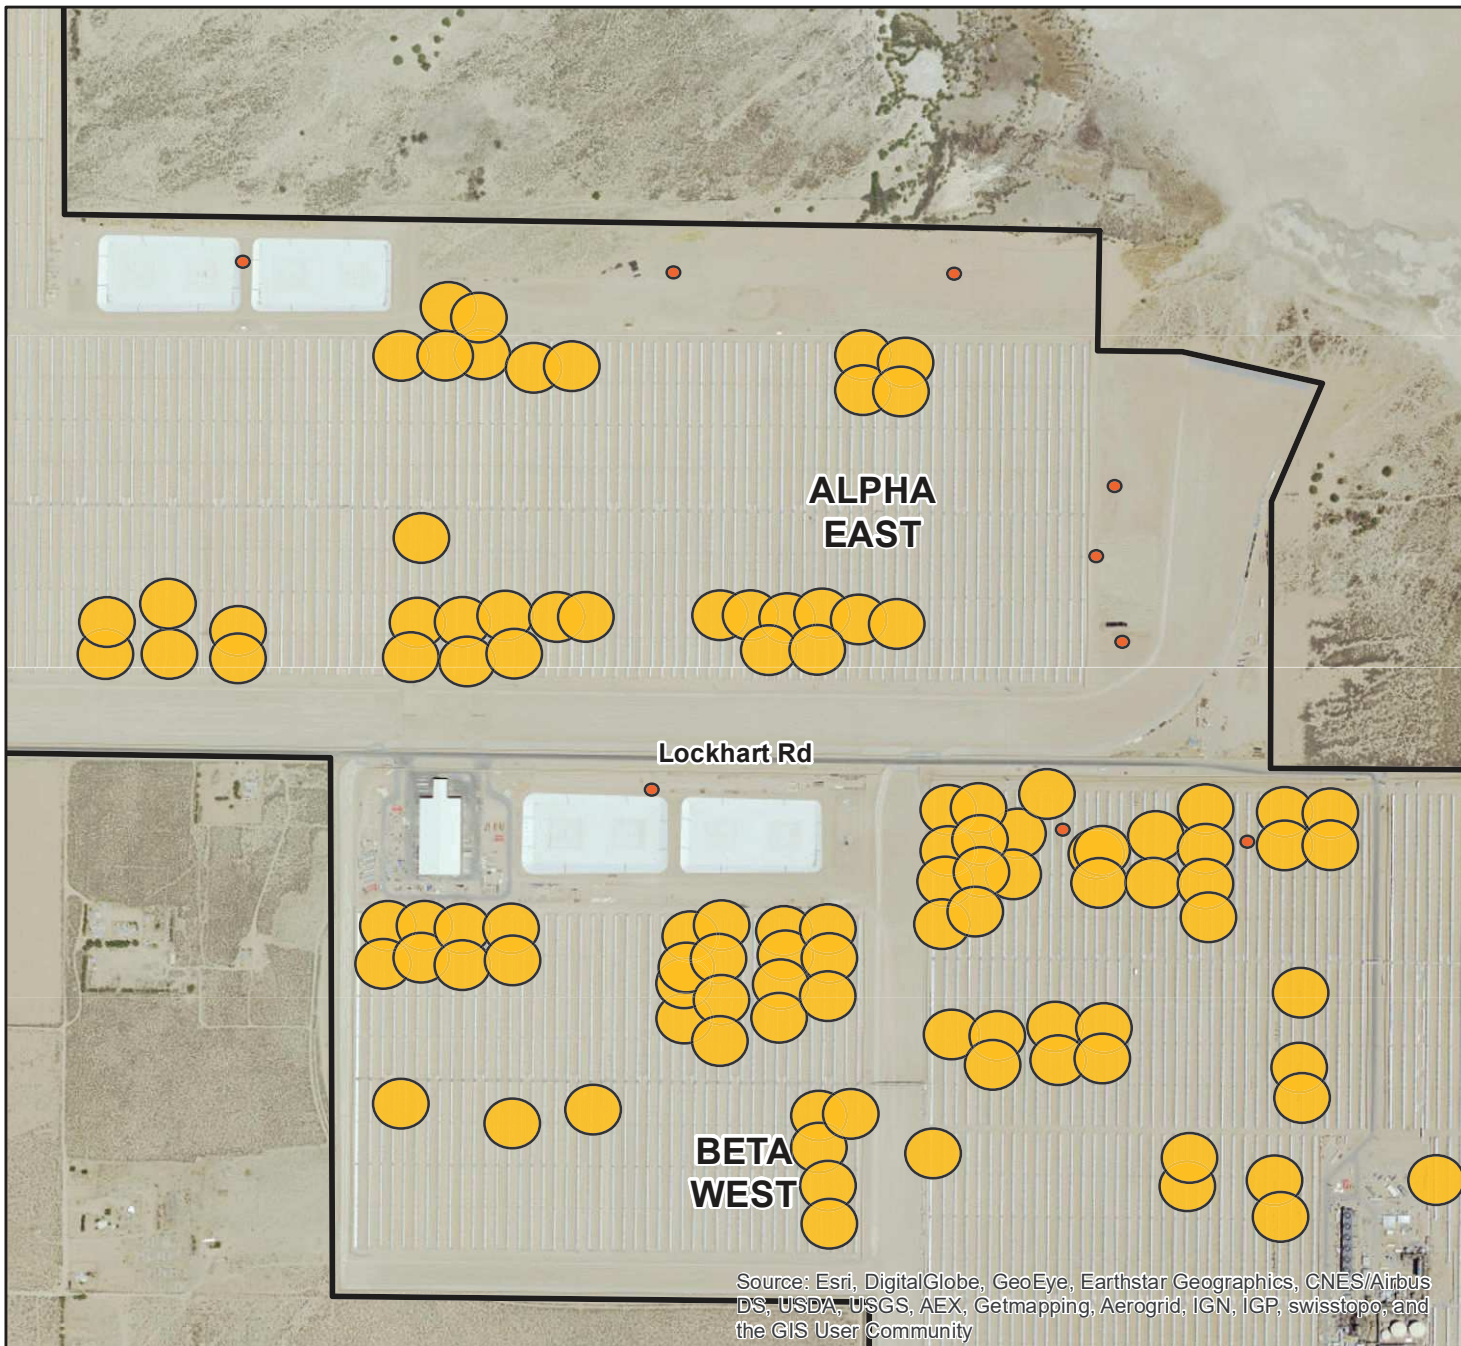 ALPHA
EAST
Lockhart Rd
BETA
WEST
Source: Esri, DigitalGlobe, GeoEye, Earthstar Geographics, CNES/Airbus
DS, USDA, USGS, AEX, Getmapping, Aerogrid, IGN, IGP, swisstopo, and
the GIS User Community